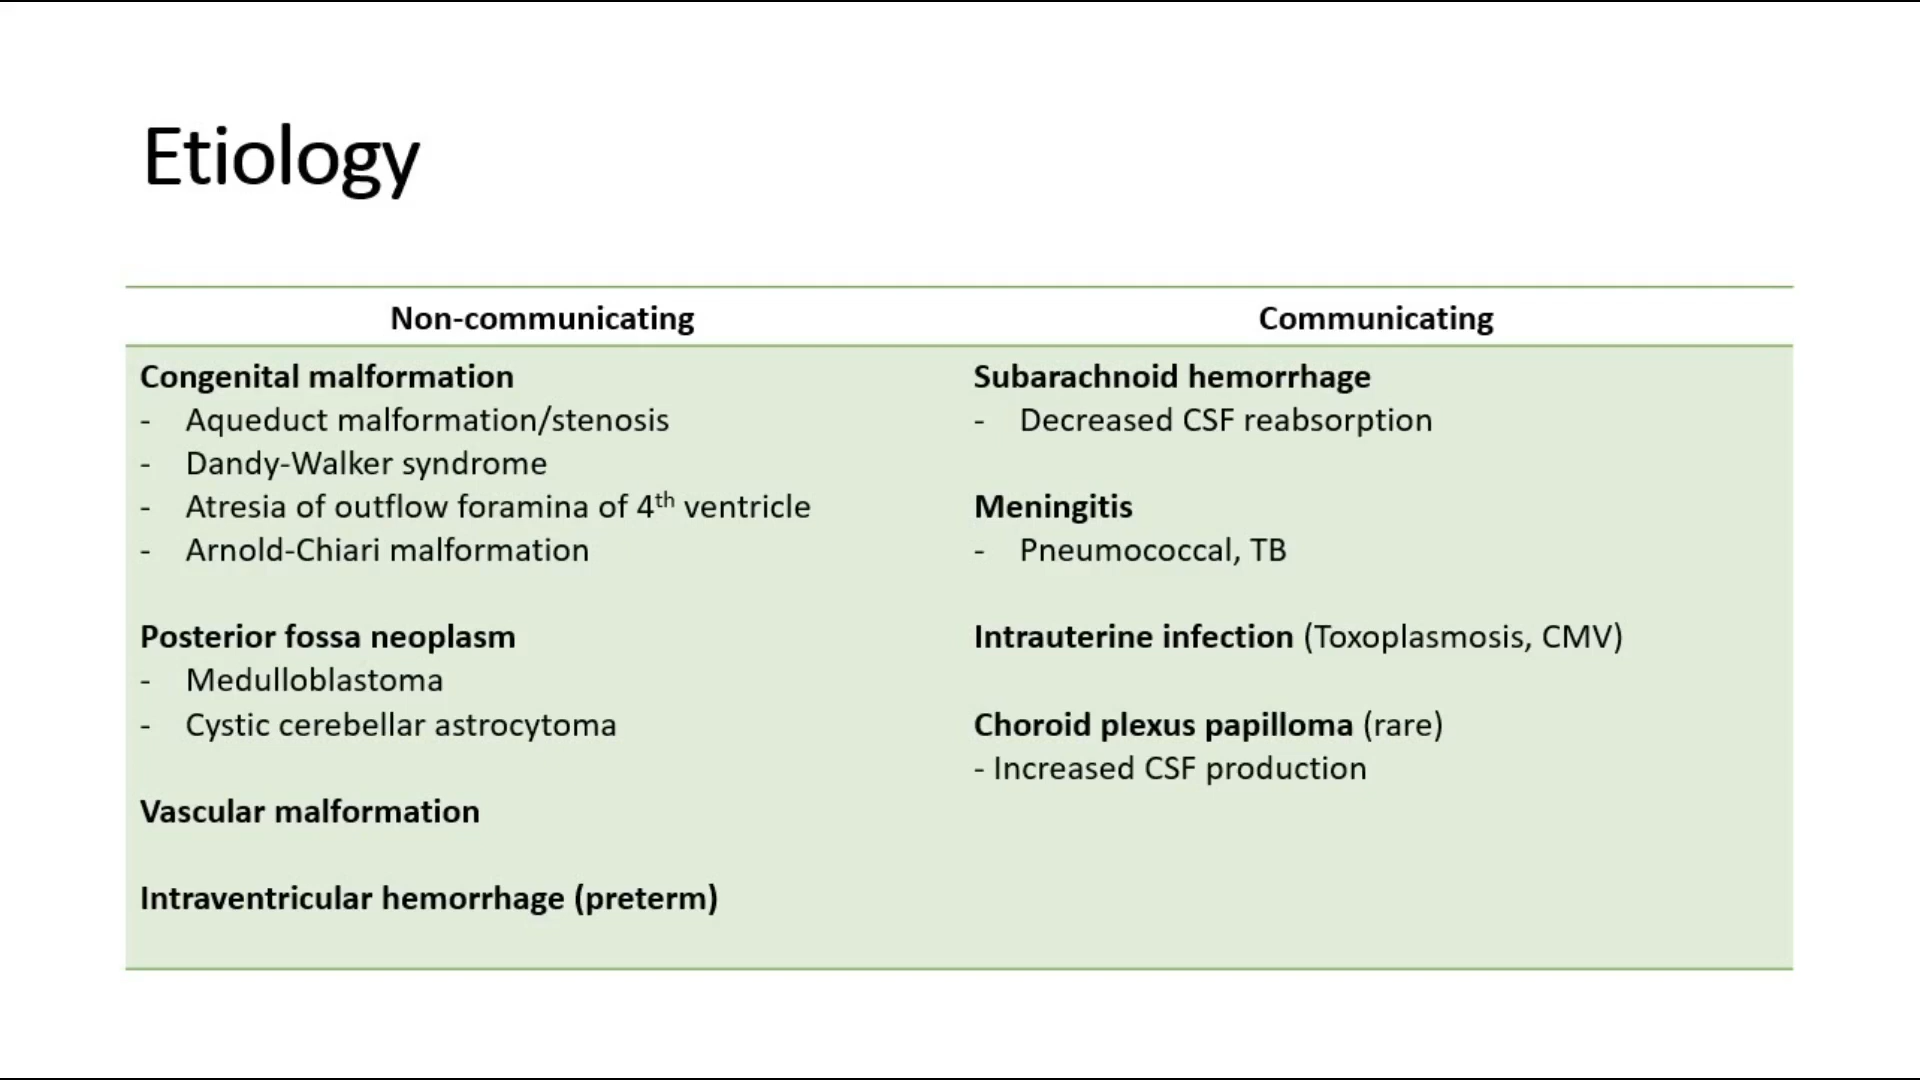 Etiology
Non-communicating
Communicating
Congenital malformation
- Aqueduct malformation/stenosis
- Dandy-Walker syndrome
- Atresia of outflow foramina of 4th ventricle
- Arnold-Chiari malformation
Posterior fossa neoplasm
- Medulloblastoma
- Cystic cerebellar astrocytoma
Vascular malformation
Intraventricular hemorrhage (preterm)
Subarachnoid hemorrhage
- Decreased CSF reabsorption
Meningitis
- Pneumococcal, TB
Intrauterine infection (Toxoplasmosis, CMV)
Choroid plexus papilloma (rare)
- Increased CSF production